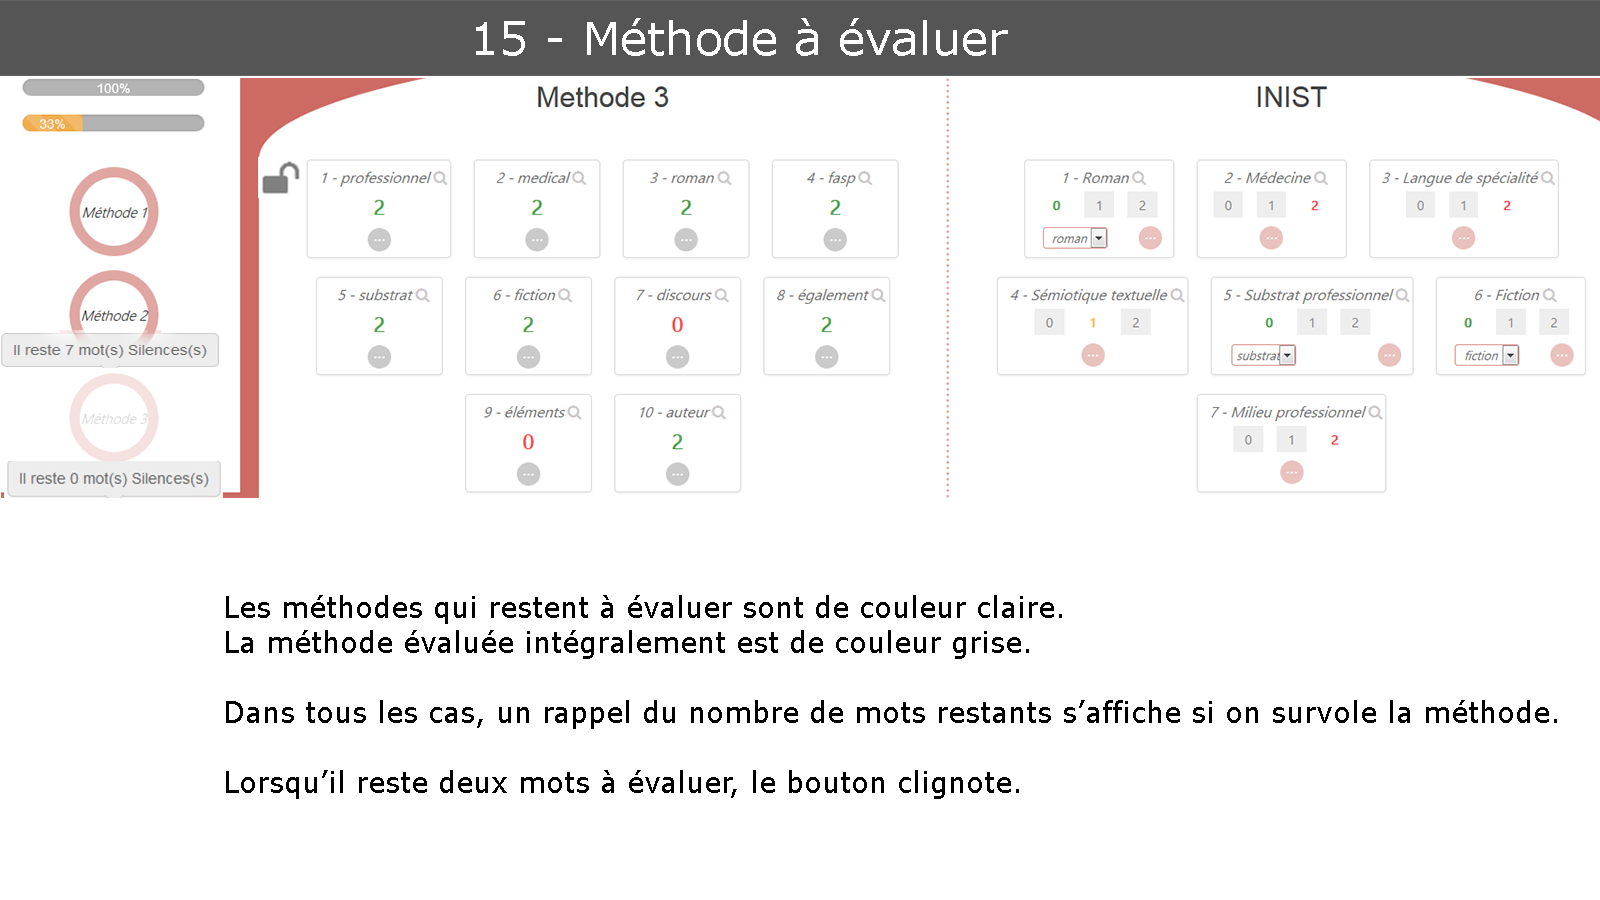 15 - Méthode à évaluer
100%
33%
Méthode 1
Méthode 2
Il reste 7 mot(s) Silences(s)
Méthode 3
Il reste 0 mot(s) Silences(s)
Methode 3
1 - professionnel
2
2 - medical
2
3 - roman
2
4 - fasp
2
5 - substrat
2
6 - fiction
2
7 - discours
0
8 - également
2
9 - éléments
0
10 - auteur
2
INIST
1 - Roman
0 1 2
roman
2 - Médecine
0 1 2
3 - Langue de spécialité
0 1 2
4 - Sémiotique textuelle
0 1 2
5 - Substrat professionnel
0 1 2
substrat
6 - Fiction
0 1 2
fiction
7 - Milieu professionnel
0 1 2
Les méthodes qui restent à évaluer sont de couleur claire.
La méthode évaluée intégralement est de couleur grise.
Dans tous les cas, un rappel du nombre de mots restants s’affiche si on survole la méthode.
Lorsqu’il reste deux mots à évaluer, le bouton clignote.